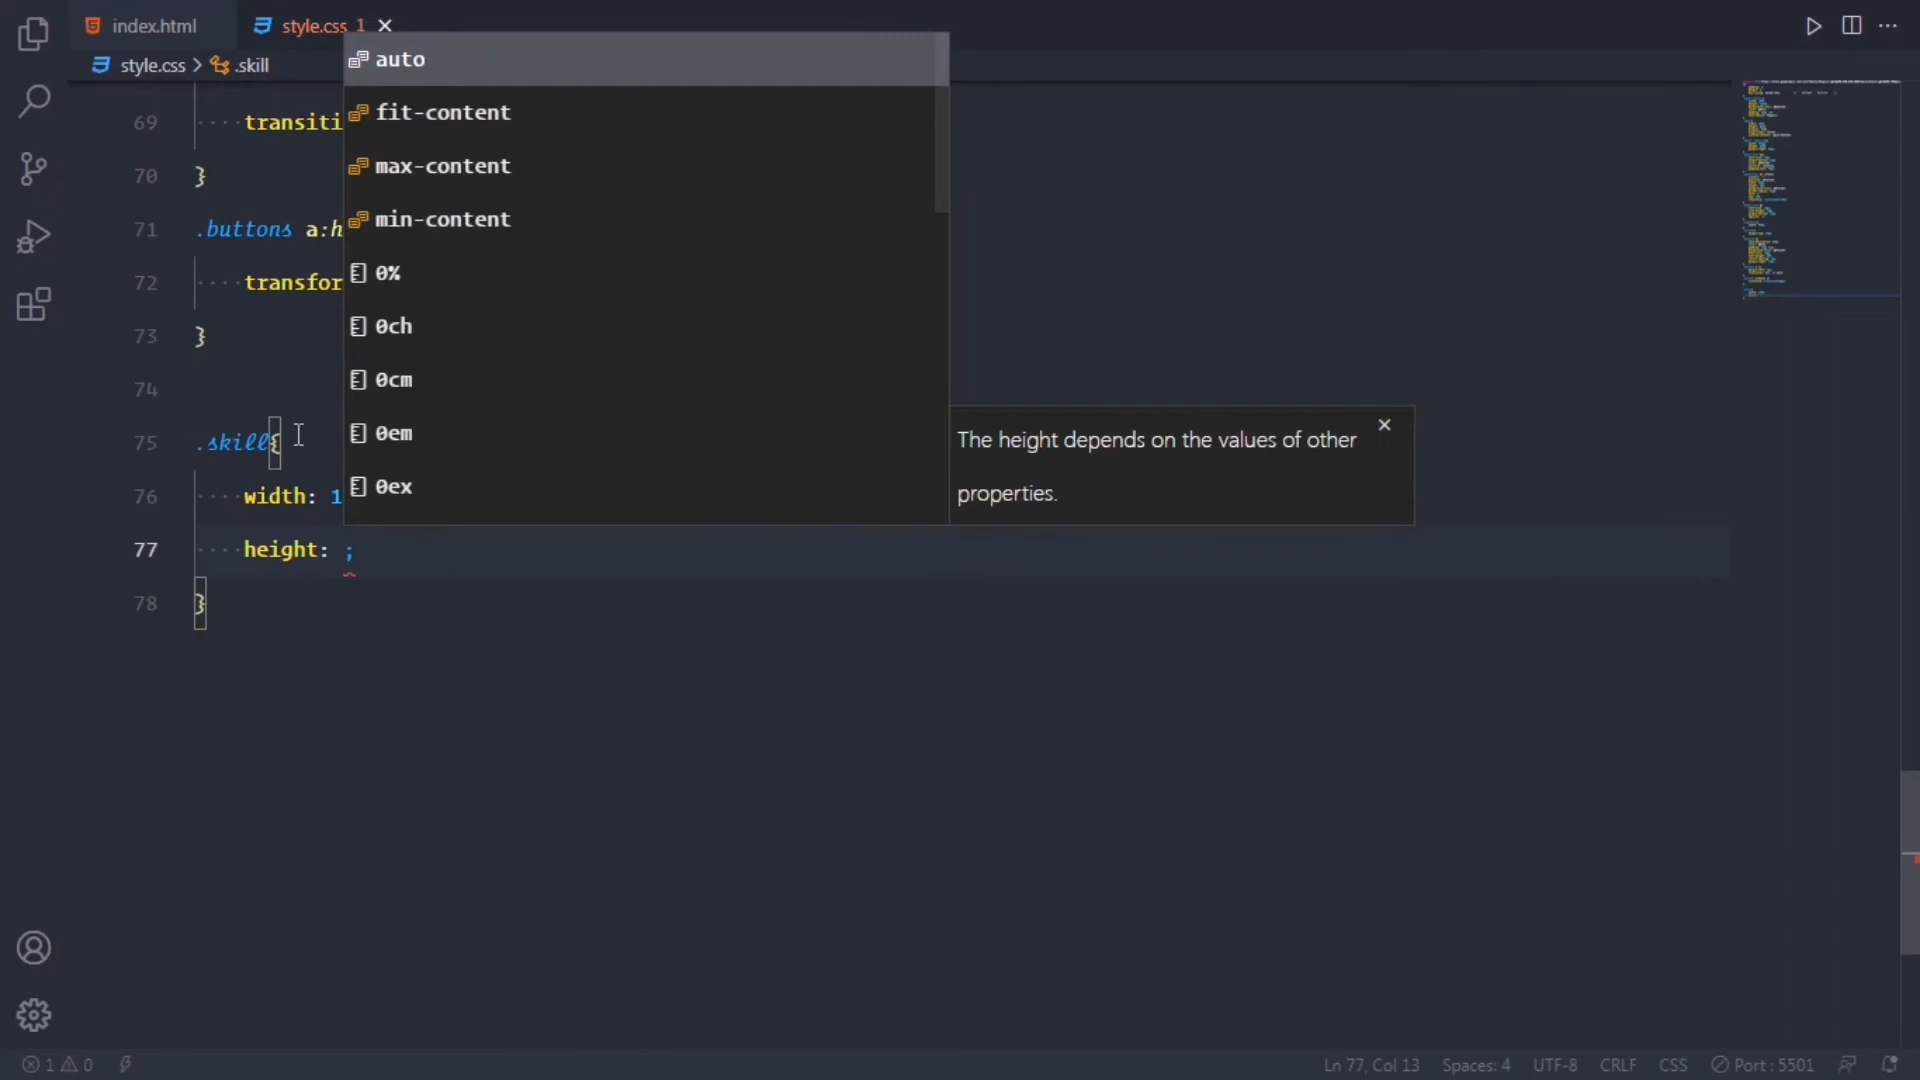 index.html
style.css 1
style.css > .skill
auto
fit-content
max-content
min-content
0%
0ch
0cm
0em
0ex
69 ····transiti
70 }
71 .buttons a:h
72 ····transfor
73 }
74
75 .skill{
76 ····width: 1
77 ····height: ;
78 }
The height depends on the values of other
properties.
1 0
Ln 77, Col 13 Spaces: 4 UTF-8 CRLF CSS Port : 5501